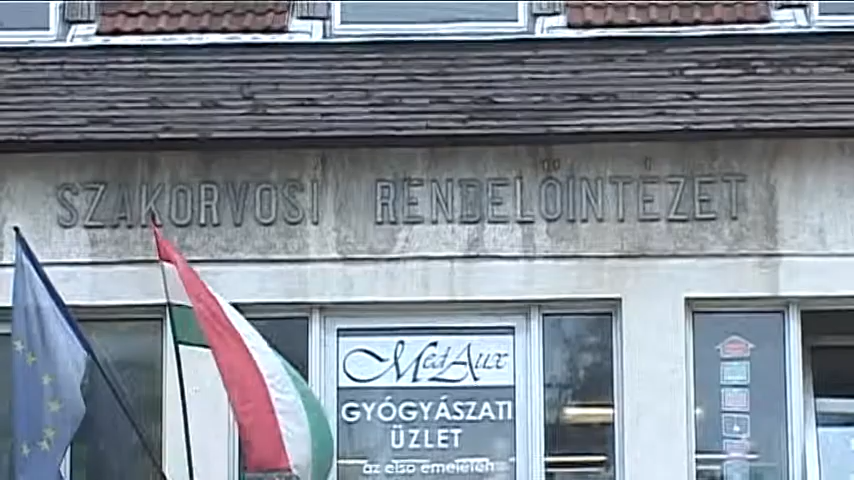 SZAKORVOSI RENDELŐINTÉZET
MedAux
GYÓGYÁSZATI
ÜZLET
az első emeleten